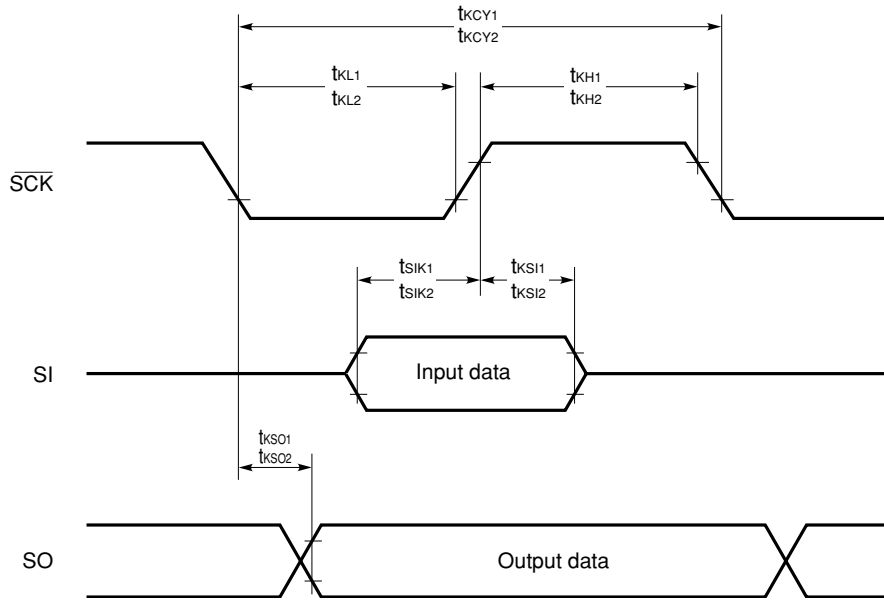 tKCY1
tKCY2
tKL1
tKL2
tKH1
tKH2
SCK
tSIK1
tSIK2
tKSI1
tKSI2
SI
Input data
tKSO1
tKSO2
SO
Output data